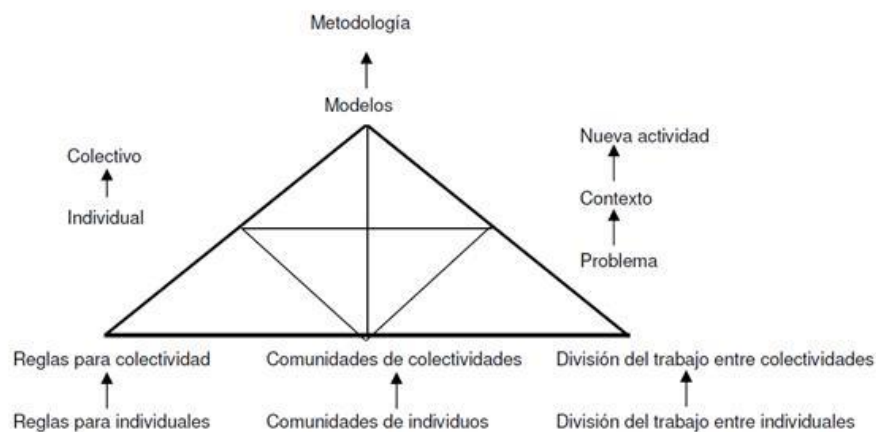 Metodología
Modelos
Colectivo
Individual
Nueva actividad
Contexto
Problema
Reglas para colectividad
Comunidades de colectividades
División del trabajo entre colectividades
Reglas para individuales
Comunidades de individuos
División del trabajo entre individuales